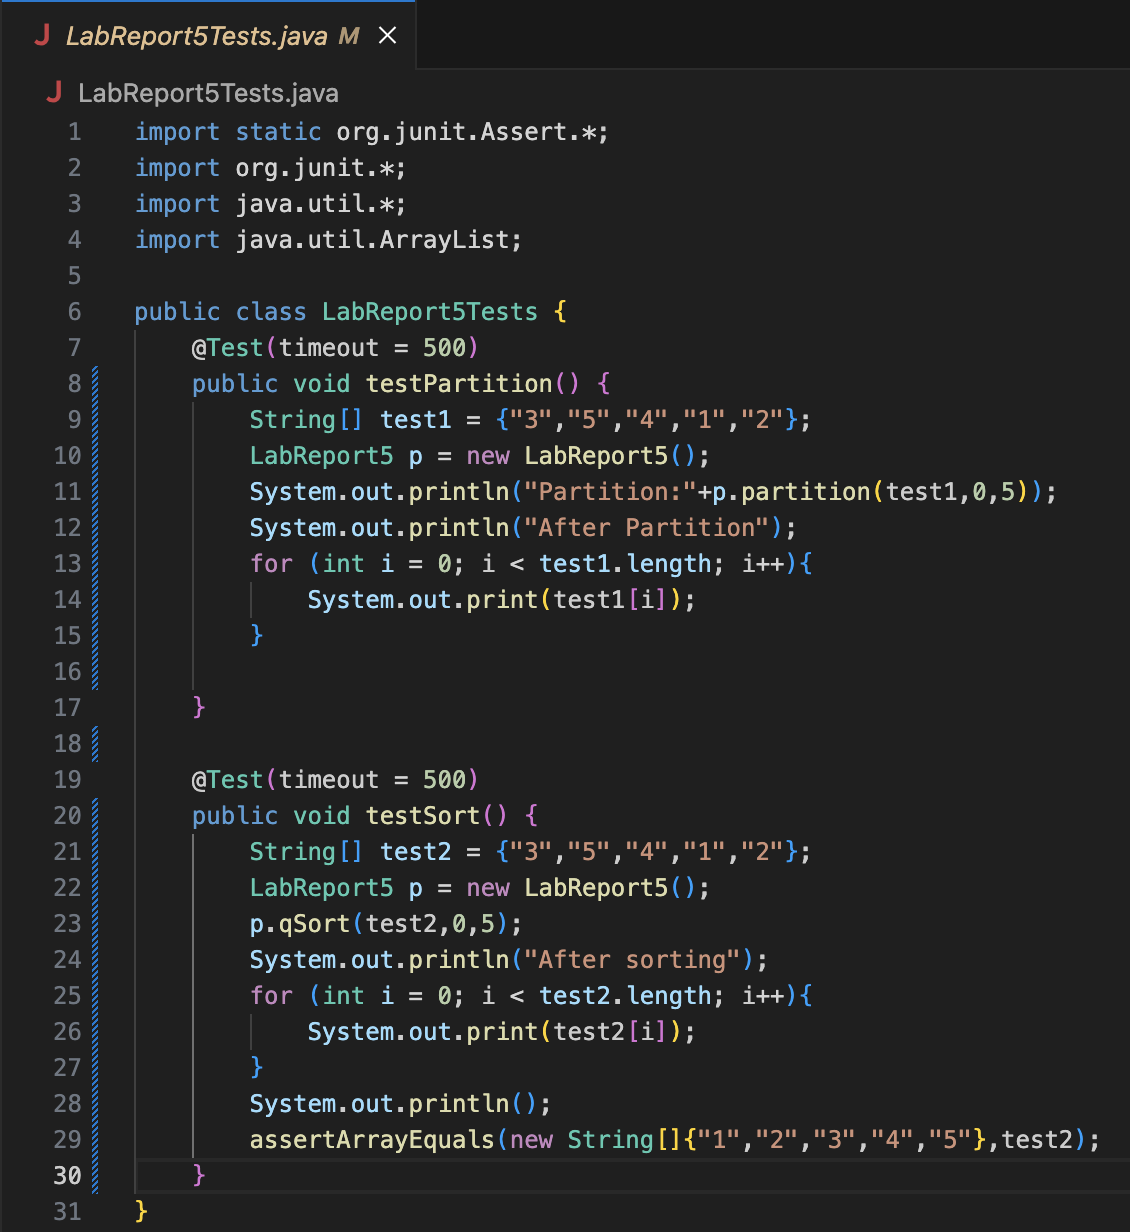 J LabReport5Tests.java M ×
J LabReport5Tests.java
1 import static org.junit.Assert.*;
2 import org.junit.*;
3 import java.util.*;
4 import java.util.ArrayList;
5
6 public class LabReport5Tests {
7     @Test(timeout = 500)
8     public void testPartition() {
9         String[] test1 = {"3","5","4","1","2"};
10         LabReport5 p = new LabReport5();
11         System.out.println("Partition:"+p.partition(test1,0,5));
12         System.out.println("After Partition");
13         for (int i = 0; i < test1.length; i++){
14             System.out.print(test1[i]);
15         }
16
17     }
18
19     @Test(timeout = 500)
20     public void testSort() {
21         String[] test2 = {"3","5","4","1","2"};
22         LabReport5 p = new LabReport5();
23         p.qSort(test2,0,5);
24         System.out.println("After sorting");
25         for (int i = 0; i < test2.length; i++){
26             System.out.print(test2[i]);
27         }
28         System.out.println();
29         assertArrayEquals(new String[]{"1","2","3","4","5"},test2);
30     }
31 }